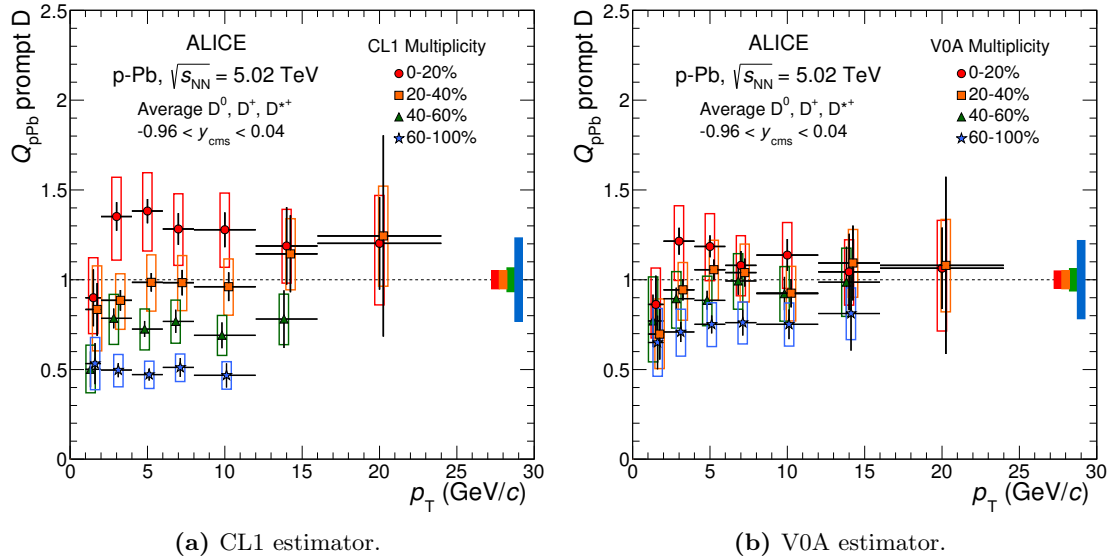 Q_pPb prompt D
2.5
2
1.5
1
0.5
0
ALICE
p-Pb, √s_NN = 5.02 TeV
Average D⁰, D⁺, D*⁺
-0.96 < y_cms < 0.04
CL1 Multiplicity
0-20%
20-40%
40-60%
60-100%
0 5 10 15 20 25 30
p_T (GeV/c)
(a) CL1 estimator.
Q_pPb prompt D
2.5
2
1.5
1
0.5
0
ALICE
p-Pb, √s_NN = 5.02 TeV
Average D⁰, D⁺, D*⁺
-0.96 < y_cms < 0.04
V0A Multiplicity
0-20%
20-40%
40-60%
60-100%
0 5 10 15 20 25 30
p_T (GeV/c)
(b) V0A estimator.